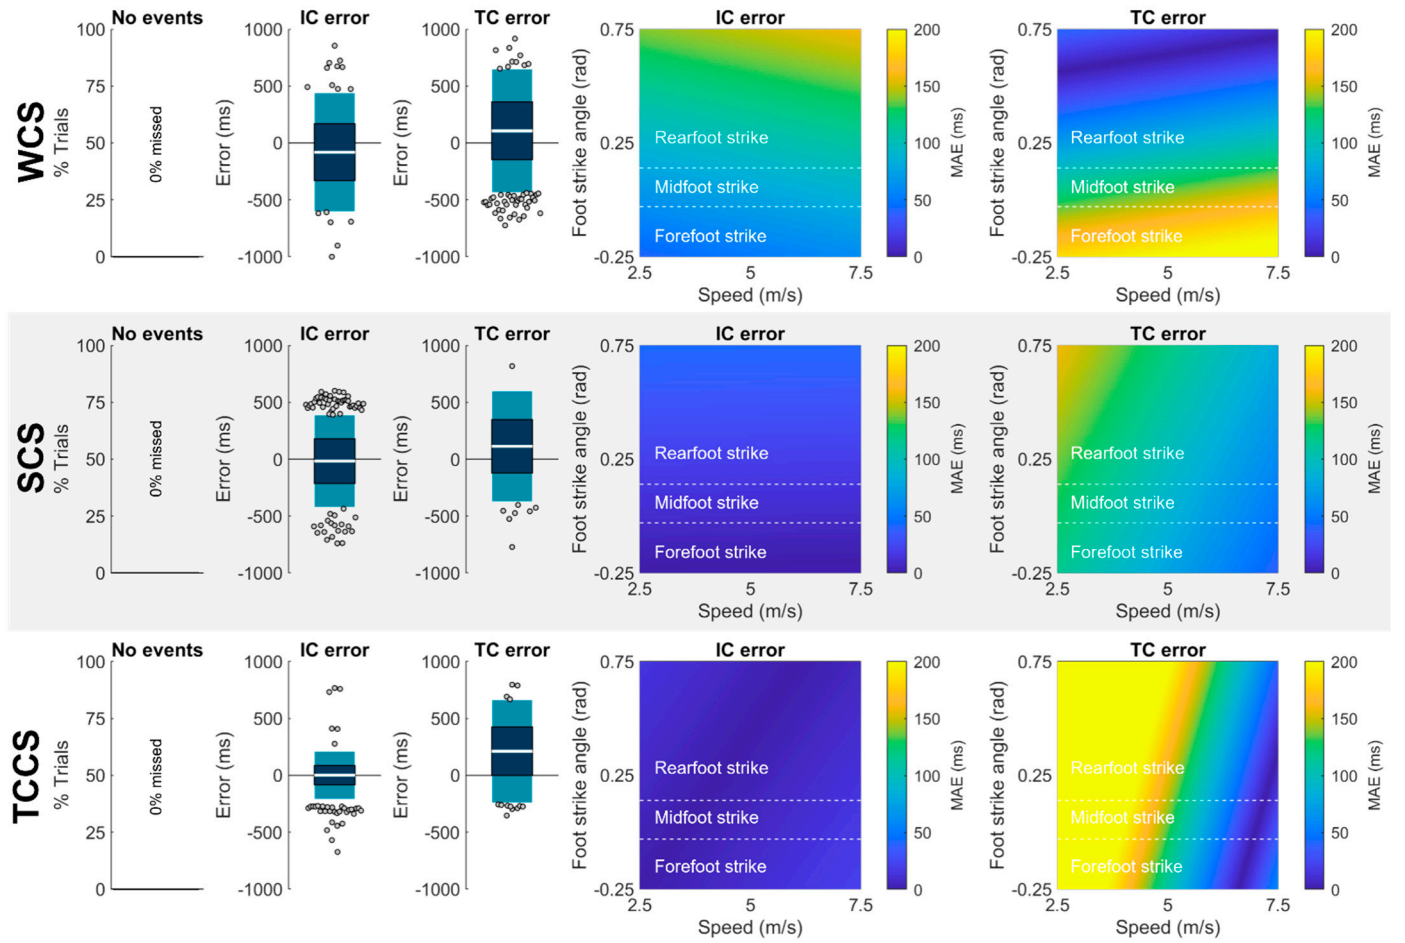 WCS
No events
% Trials
100
75
50
25
0
0% missed
IC error
Error (ms)
1000
500
0
-500
-1000
TC error
Error (ms)
1000
500
0
-500
-1000
IC error
Foot strike angle (rad)
0.75
0.25
-0.25
Rearfoot strike
Midfoot strike
Forefoot strike
2.5 5 7.5
Speed (m/s)
200
150
100
50
0
MAE (ms)
TC error
Foot strike angle (rad)
0.75
0.25
-0.25
Rearfoot strike
Midfoot strike
Forefoot strike
2.5 5 7.5
Speed (m/s)
200
150
100
50
0
MAE (ms)
SCS
No events
% Trials
100
75
50
25
0
0% missed
IC error
Error (ms)
1000
500
0
-500
-1000
TC error
Error (ms)
1000
500
0
-500
-1000
IC error
Foot strike angle (rad)
0.75
0.25
-0.25
Rearfoot strike
Midfoot strike
Forefoot strike
2.5 5 7.5
Speed (m/s)
200
150
100
50
0
MAE (ms)
TC error
Foot strike angle (rad)
0.75
0.25
-0.25
Rearfoot strike
Midfoot strike
Forefoot strike
2.5 5 7.5
Speed (m/s)
200
150
100
50
0
MAE (ms)
TCCS
No events
% Trials
100
75
50
25
0
0% missed
IC error
Error (ms)
1000
500
0
-500
-1000
TC error
Error (ms)
1000
500
0
-500
-1000
IC error
Foot strike angle (rad)
0.75
0.25
-0.25
Rearfoot strike
Midfoot strike
Forefoot strike
2.5 5 7.5
Speed (m/s)
200
150
100
50
0
MAE (ms)
TC error
Foot strike angle (rad)
0.75
0.25
-0.25
Rearfoot strike
Midfoot strike
Forefoot strike
2.5 5 7.5
Speed (m/s)
200
150
100
50
0
MAE (ms)